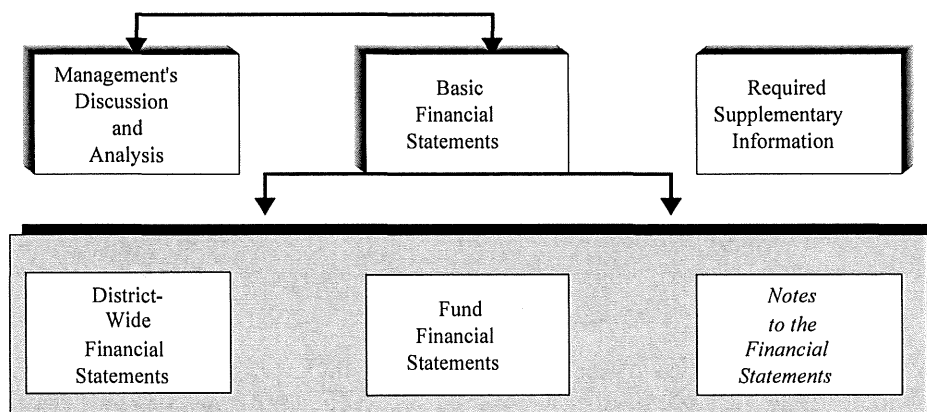 Management's
Discussion
and
Analysis
Basic
Financial
Statements
Required
Supplementary
Information
District-
Wide
Financial
Statements
Fund
Financial
Statements
Notes
to the
Financial
Statements